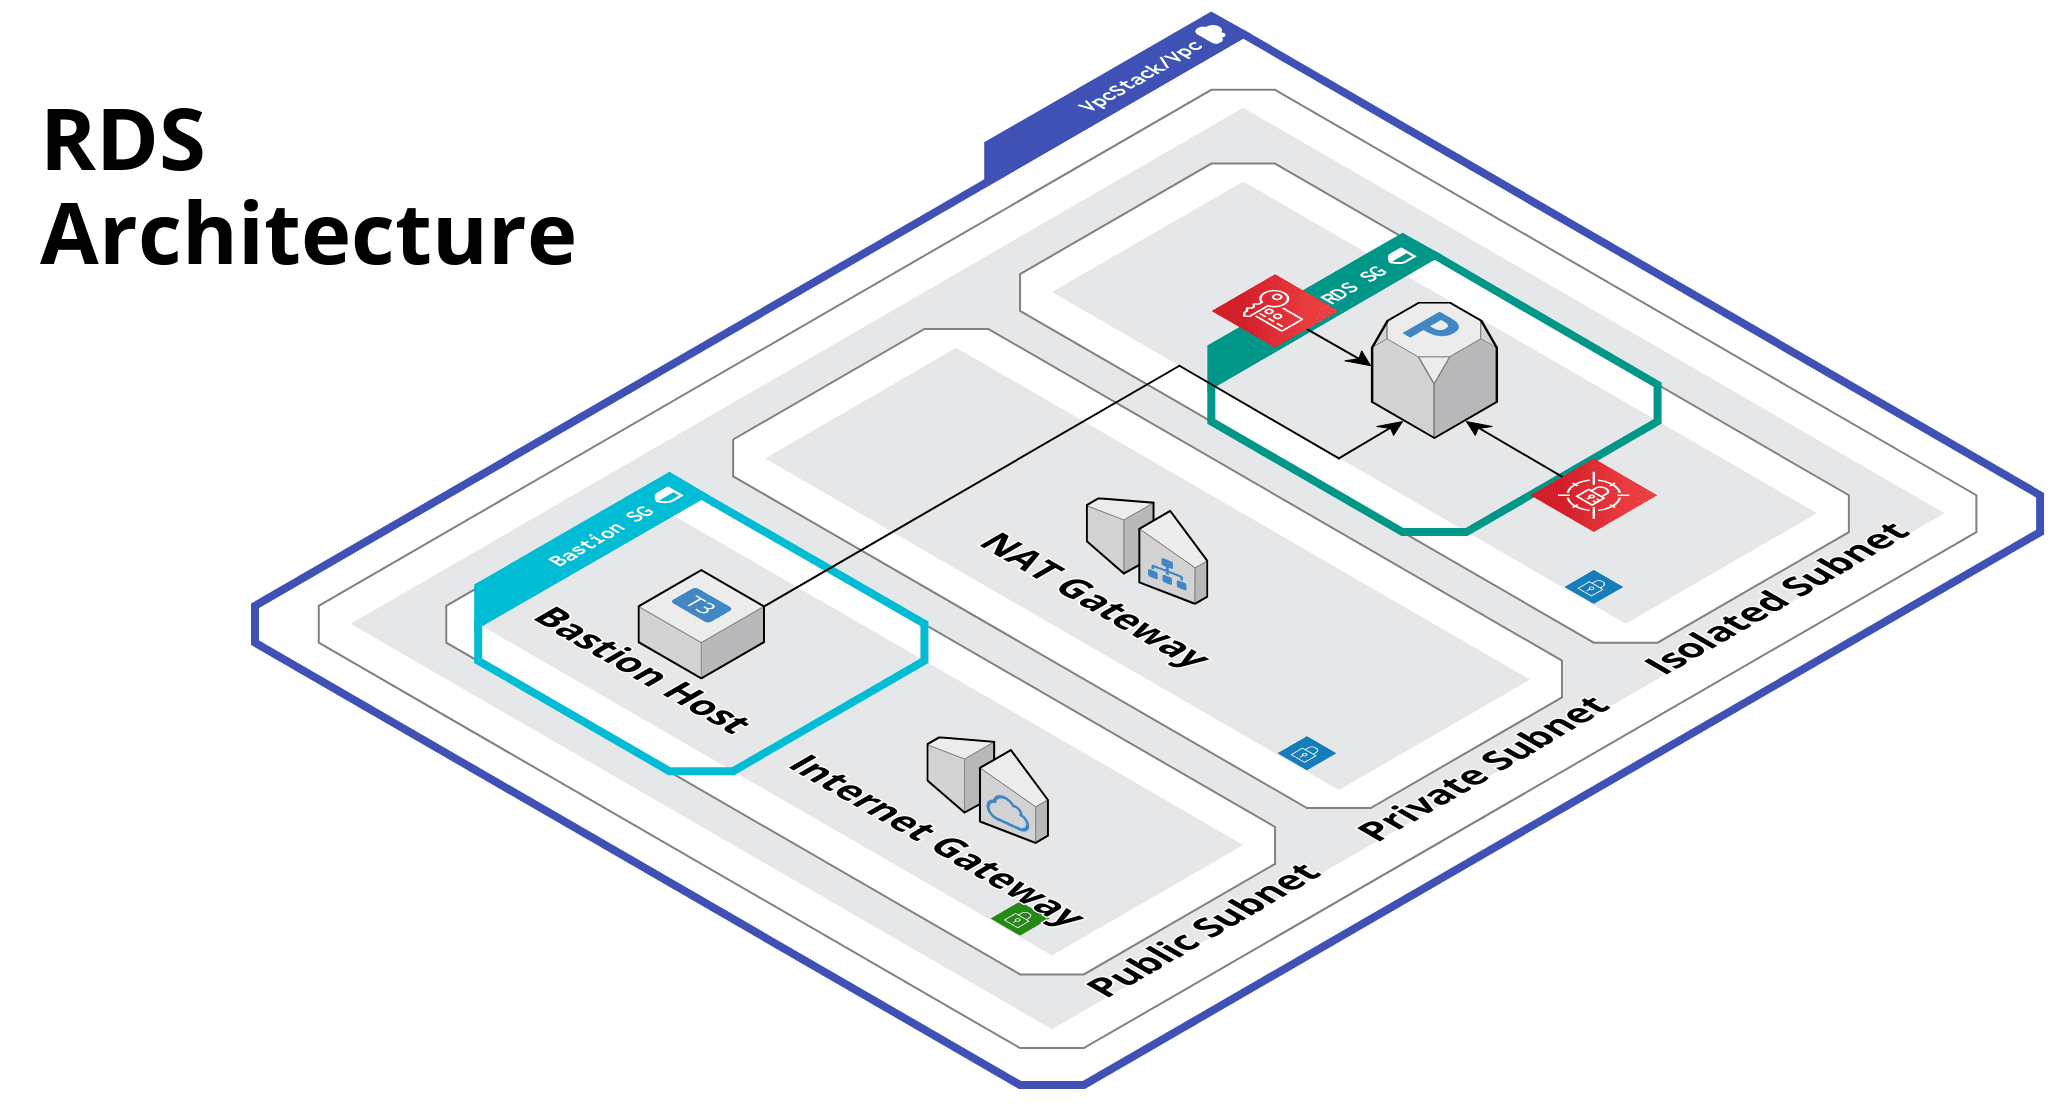 RDS
Architecture
VpcStack/Vpc
RDS SG
P
Bastion SG
T3
Bastion Host
NAT Gateway
Internet Gateway
Isolated Subnet
Private Subnet
Public Subnet